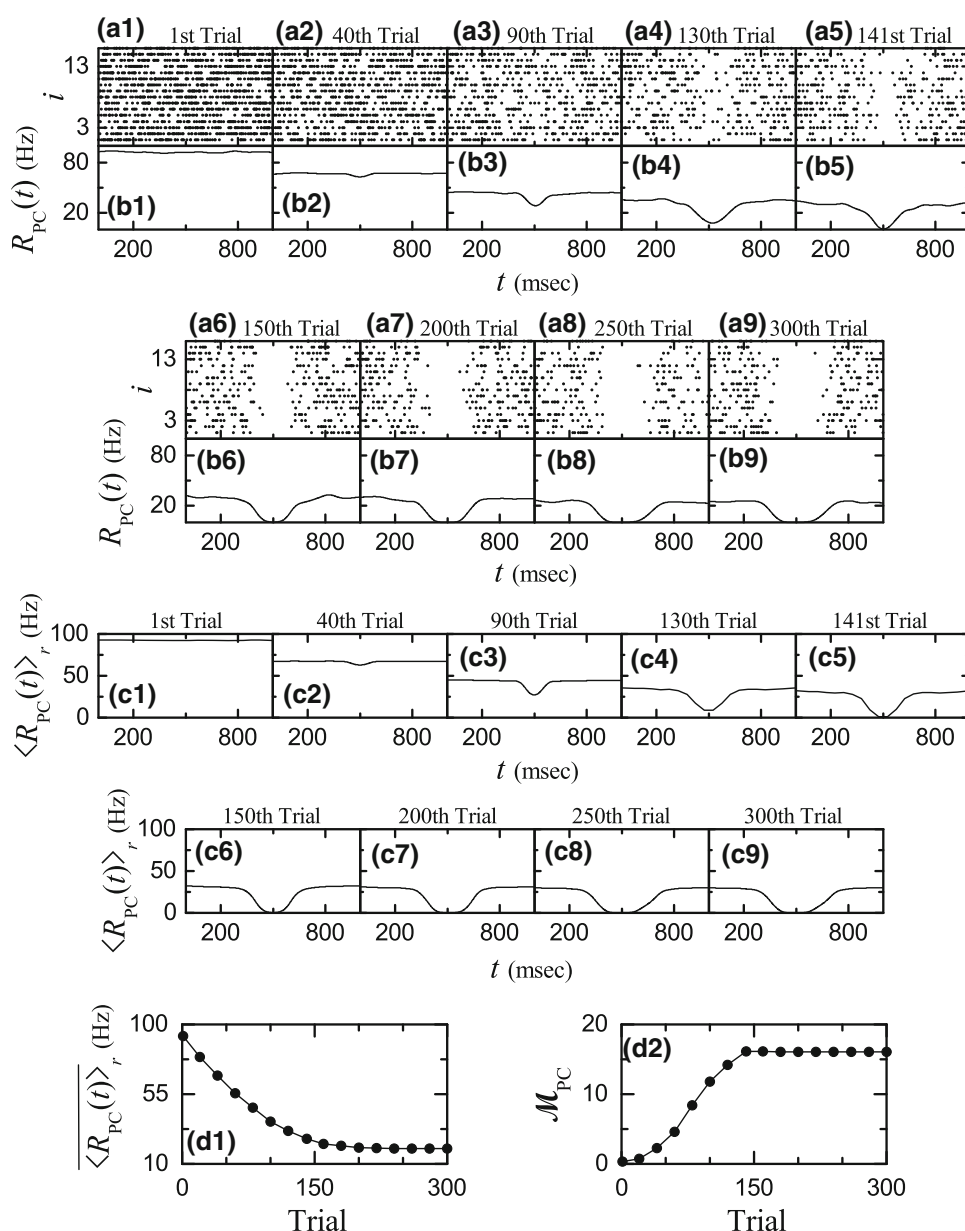 (a1) 1st Trial (a2) 40th Trial (a3) 90th Trial (a4) 130th Trial (a5) 141st Trial
13
i
3
R_PC(t) (Hz)
80
20
(b1) (b2) (b3) (b4) (b5)
200 800 200 800 200 800 200 800 200 800
t (msec)
(a6) 150th Trial (a7) 200th Trial (a8) 250th Trial (a9) 300th Trial
13
i
3
R_PC(t) (Hz)
80
20
(b6) (b7) (b8) (b9)
200 800 200 800 200 800 200 800
t (msec)
1st Trial 40th Trial 90th Trial 130th Trial 141st Trial
⟨R_PC(t)⟩_r (Hz)
100
50
0
(c1) (c2) (c3) (c4) (c5)
200 800 200 800 200 800 200 800 200 800
t (msec)
150th Trial 200th Trial 250th Trial 300th Trial
⟨R_PC(t)⟩_r (Hz)
100
50
0
(c6) (c7) (c8) (c9)
200 800 200 800 200 800 200 800
t (msec)
\overline{⟨R_PC(t)⟩_r} (Hz)
100
55
10
(d1)
0 150 300
Trial
ℳ_PC
20
10
0
(d2)
0 150 300
Trial